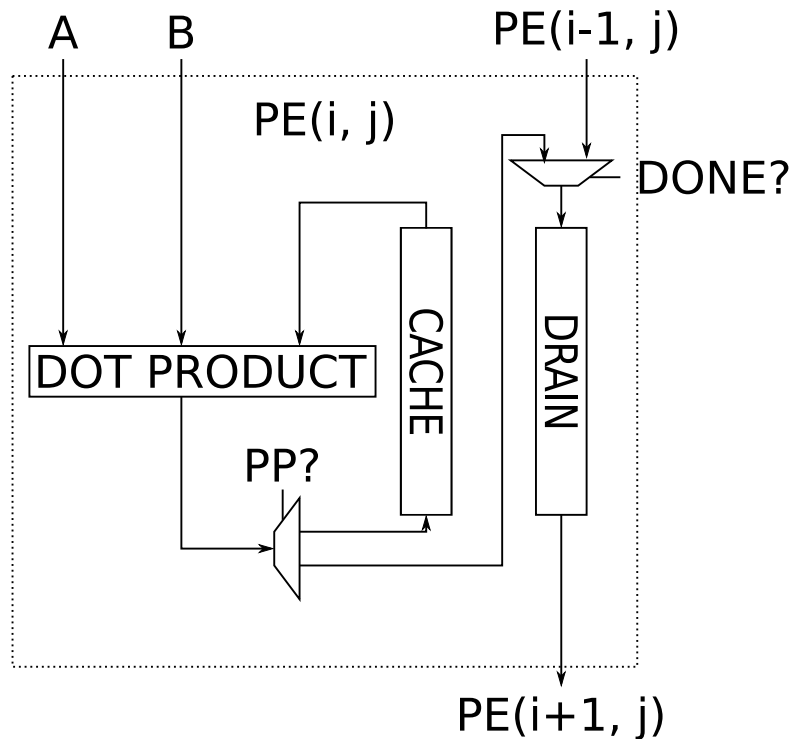 A
B
PE(i-1, j)
PE(i, j)
DONE?
CACHE
DRAIN
DOT PRODUCT
PP?
PE(i+1, j)